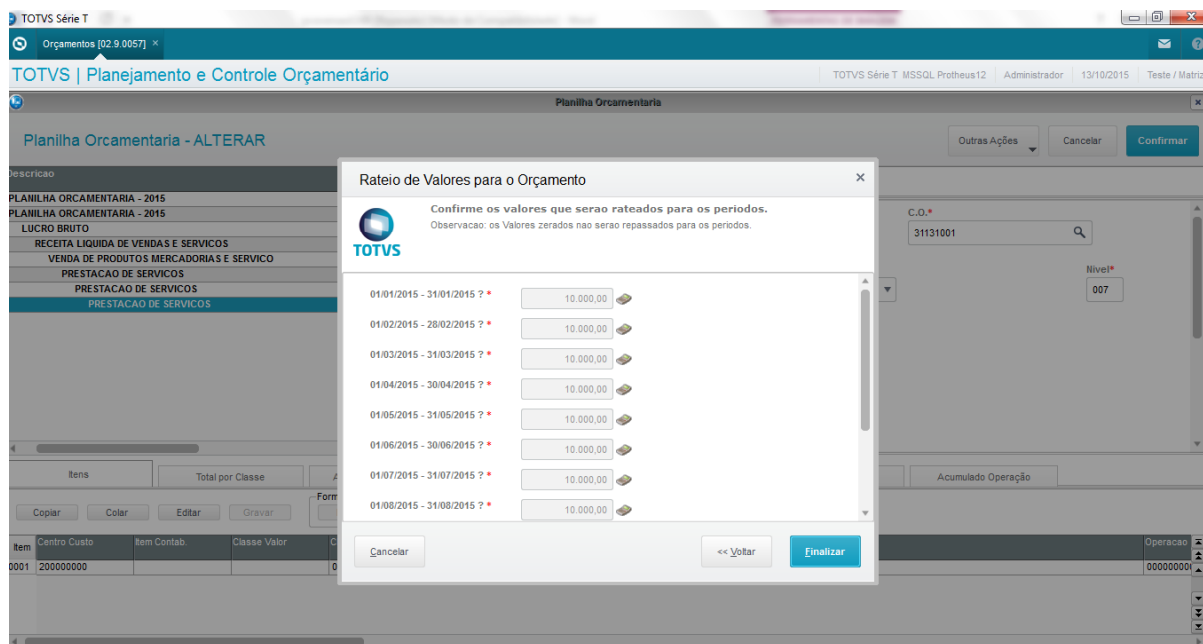 TOTVS Série T
Orçamentos [02.9.0057] ×
TOTVS | Planejamento e Controle Orçamentário
TOTVS Série T MSSQL Protheus12 Administrador 13/10/2015 Teste / Matriz
Planilha Orcamentaria
Planilha Orcamentaria - ALTERAR
Outras Ações Cancelar Confirmar
Descricao
PLANILHA ORCAMENTARIA - 2015
PLANILHA ORCAMENTARIA - 2015
LUCRO BRUTO
RECEITA LIQUIDA DE VENDAS E SERVICOS
VENDA DE PRODUTOS MERCADORIAS E SERVICO
PRESTACAO DE SERVICOS
PRESTACAO DE SERVICOS
PRESTACAO DE SERVICOS
C.O.*
31131001
Nivel*
007
Rateio de Valores para o Orçamento
TOTVS
Confirme os valores que serao rateados para os periodos.
Observacao: os Valores zerados nao serao repassados para os periodos.
01/01/2015 - 31/01/2015 ? * 10.000,00
01/02/2015 - 28/02/2015 ? * 10.000,00
01/03/2015 - 31/03/2015 ? * 10.000,00
01/04/2015 - 30/04/2015 ? * 10.000,00
01/05/2015 - 31/05/2015 ? * 10.000,00
01/06/2015 - 30/06/2015 ? * 10.000,00
01/07/2015 - 31/07/2015 ? * 10.000,00
01/08/2015 - 31/08/2015 ? * 10.000,00
Cancelar << Voltar Finalizar
Itens Total por Classe Acumulado Operação
Copiar Colar Editar Gravar Form
Item Centro Custo Item Contab. Classe Valor Operacao
0001 200000000